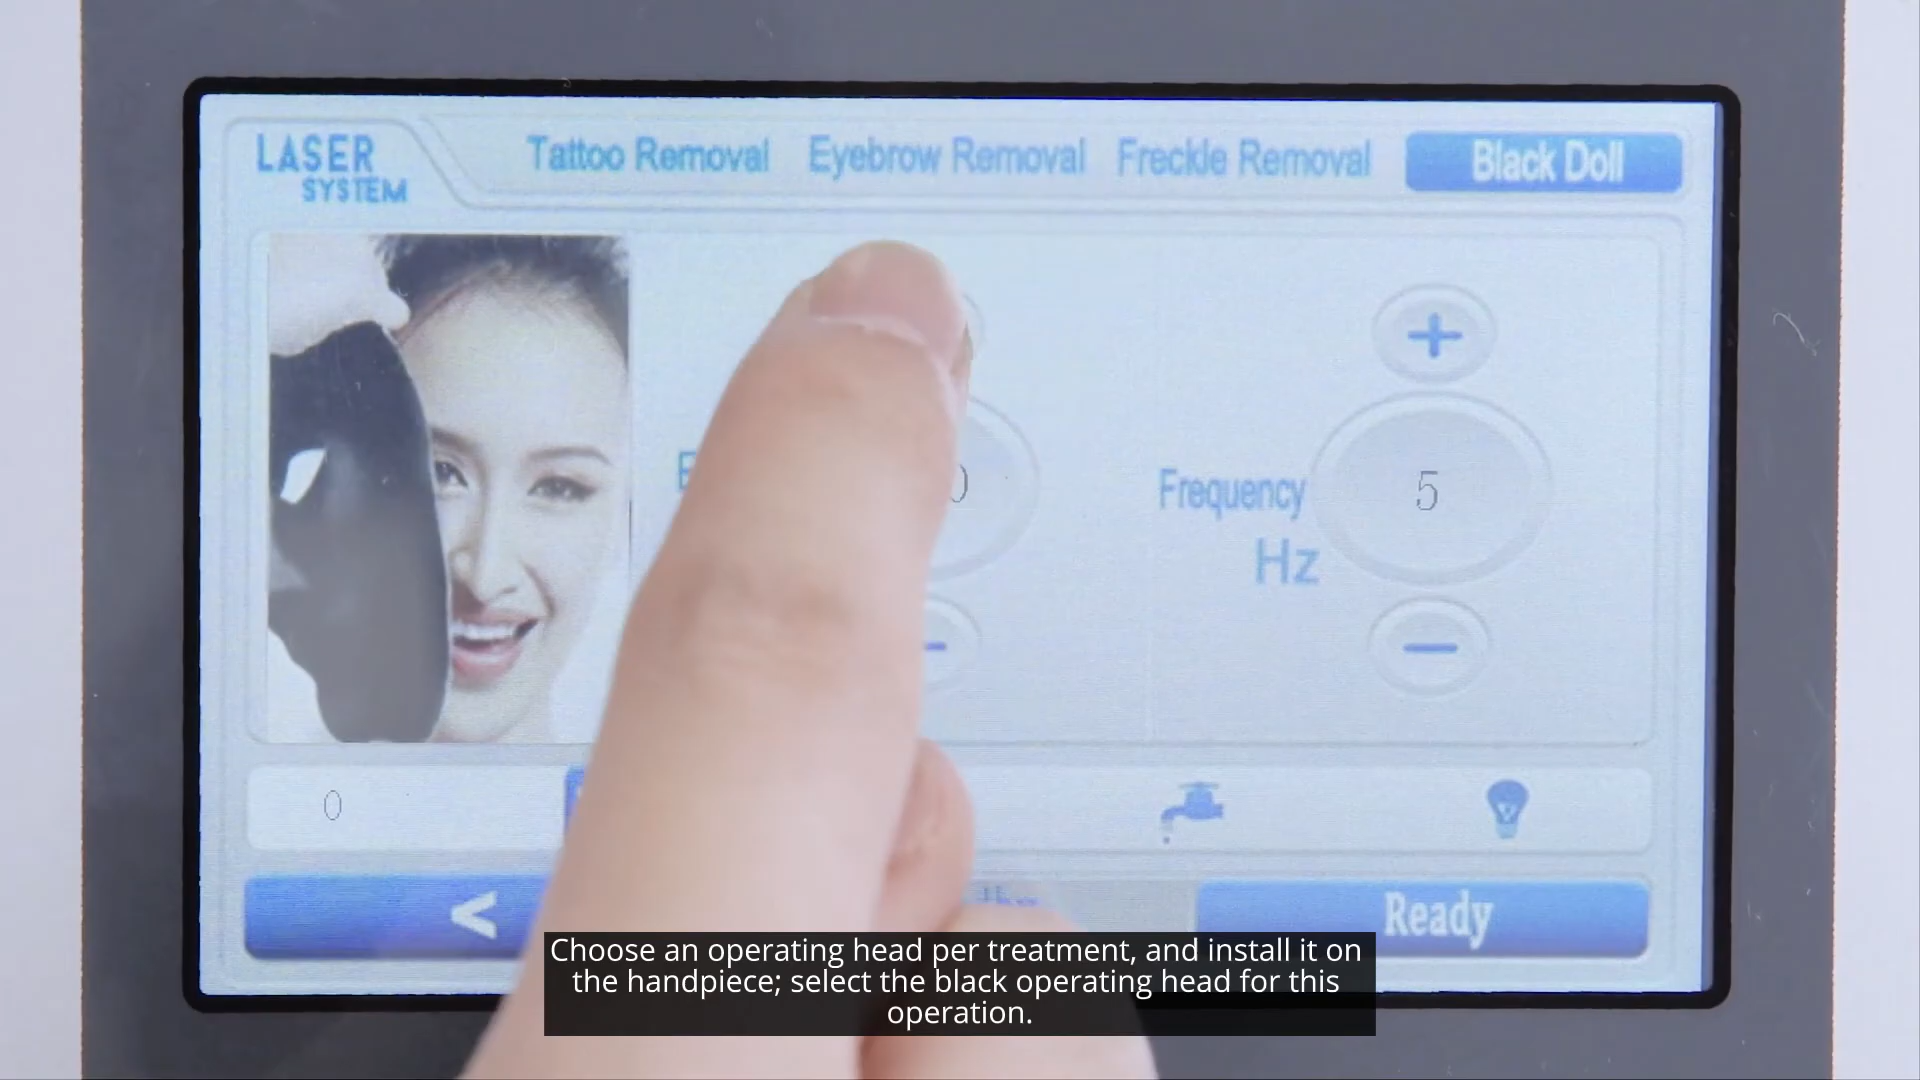 LASER
SYSTEM
Tattoo Removal
Eyebrow Removal
Freckle Removal
Black Doll
Frequency
Hz
5
0
<
Ready
Choose an operating head per treatment, and install it on
the handpiece; select the black operating head for this
operation.